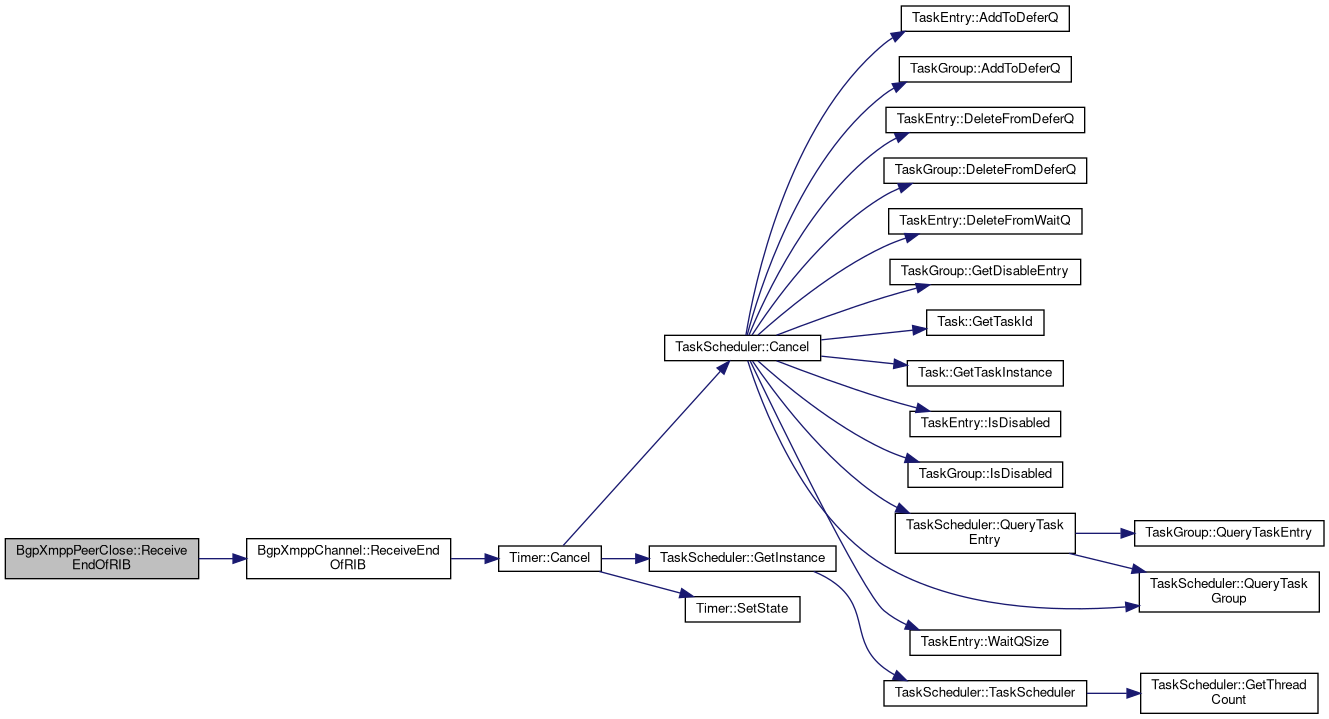 TaskEntry::AddToDeferQ
TaskGroup::AddToDeferQ
TaskEntry::DeleteFromDeferQ
TaskGroup::DeleteFromDeferQ
TaskEntry::DeleteFromWaitQ
TaskGroup::GetDisableEntry
Task::GetTaskId
TaskScheduler::Cancel
Task::GetTaskInstance
TaskEntry::IsDisabled
TaskGroup::IsDisabled
TaskScheduler::QueryTask
Entry
TaskGroup::QueryTaskEntry
BgpXmppPeerClose::Receive
EndOfRIB
BgpXmppChannel::ReceiveEnd
OfRIB
Timer::Cancel
TaskScheduler::GetInstance
TaskScheduler::QueryTask
Group
Timer::SetState
TaskEntry::WaitQSize
TaskScheduler::TaskScheduler
TaskScheduler::GetThread
Count